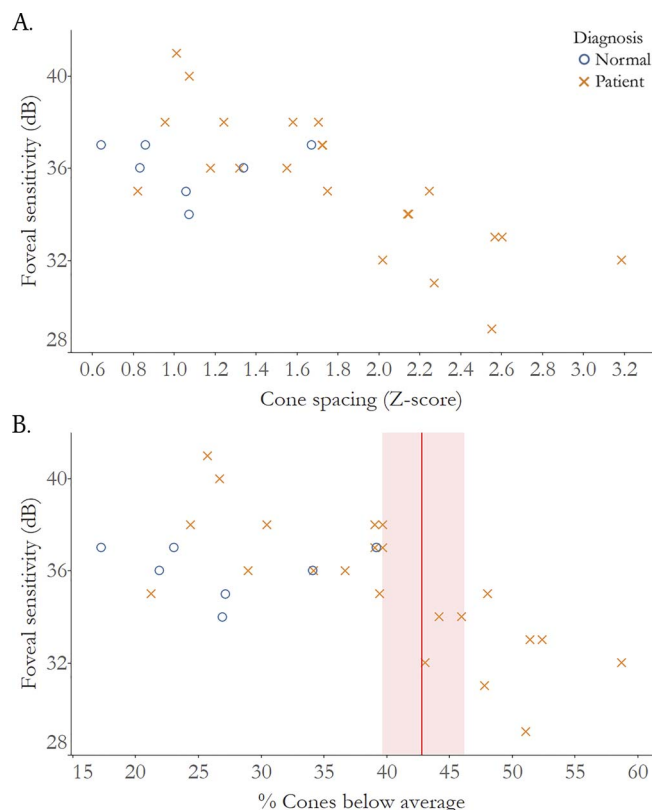 A.
Diagnosis
Normal
Patient
Foveal sensitivity (dB)
40
36
32
28
0.6 0.8 1.0 1.2 1.4 1.6 1.8 2.0 2.2 2.4 2.6 2.8 3.0 3.2
Cone spacing (Z-score)
B.
Foveal sensitivity (dB)
40
36
32
28
15 20 25 30 35 40 45 50 55 60
% Cones below average